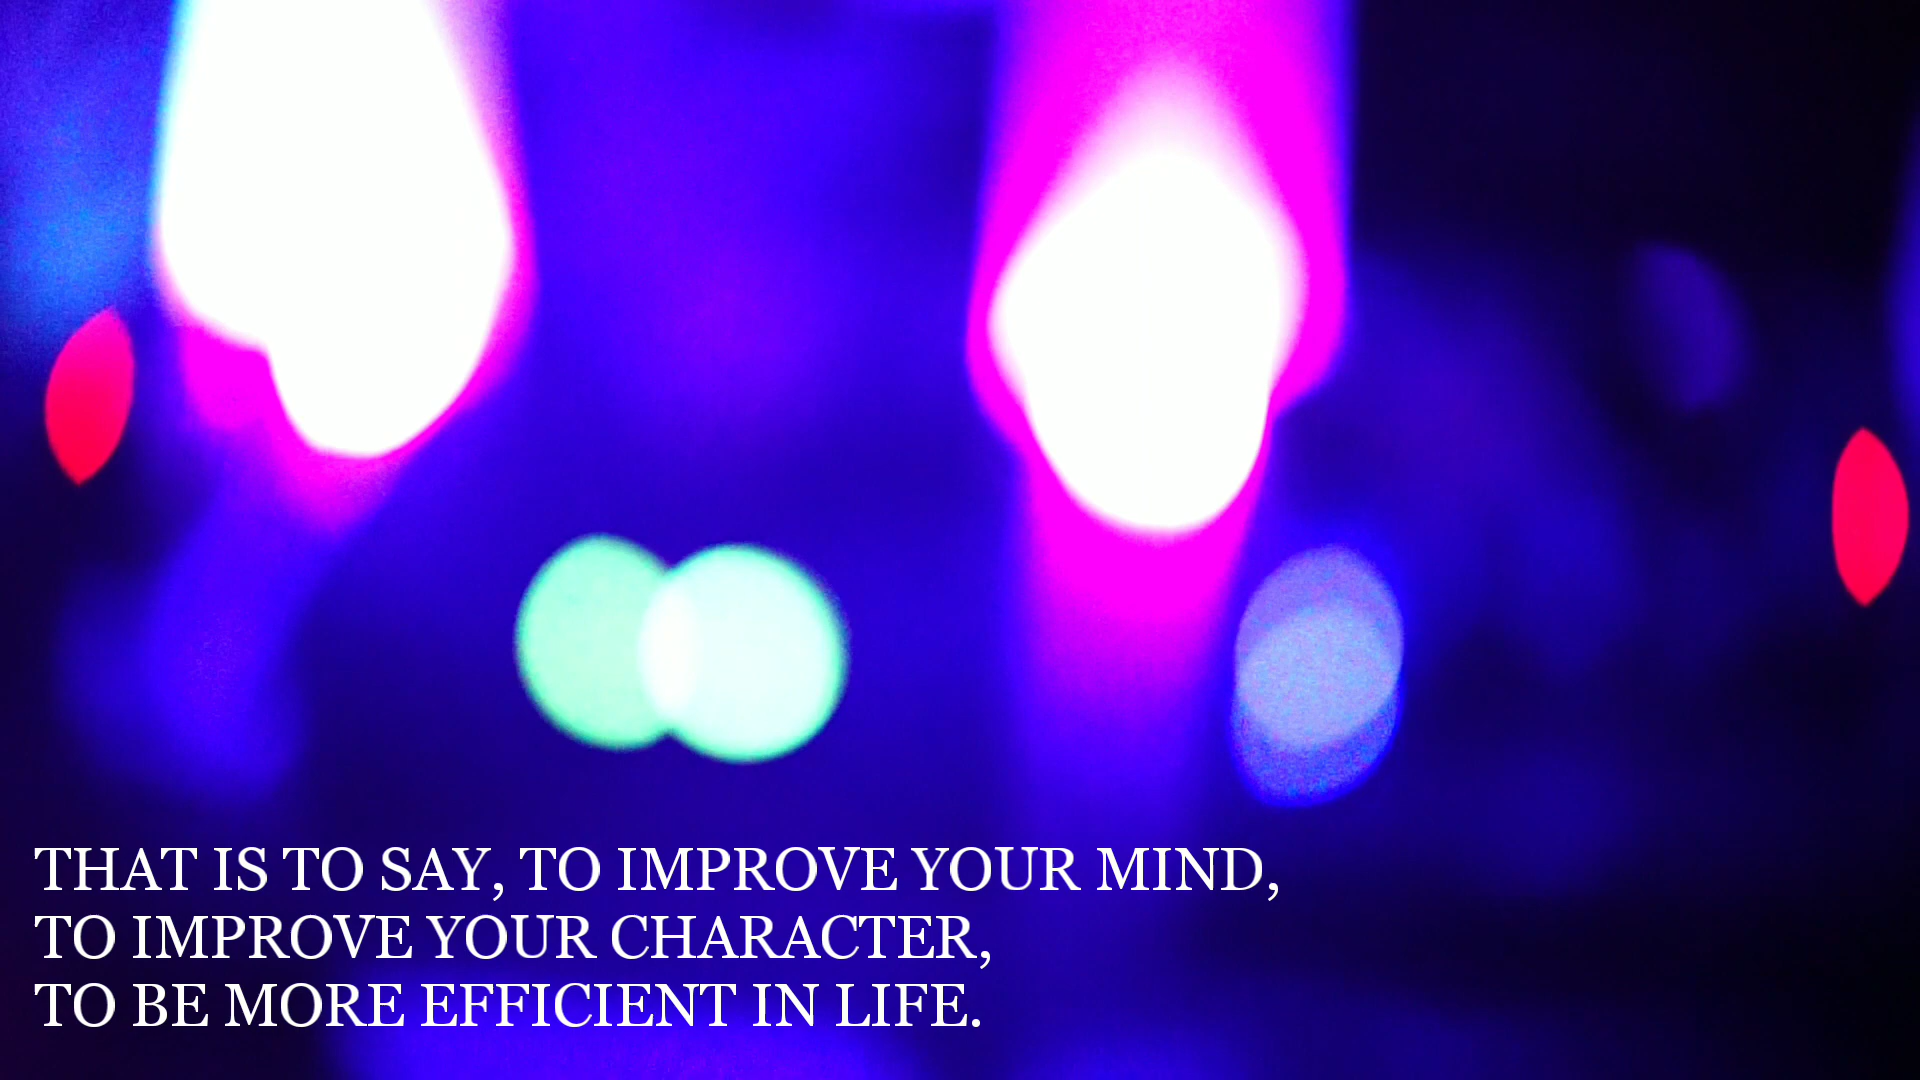 THAT IS TO SAY, TO IMPROVE YOUR MIND,
TO IMPROVE YOUR CHARACTER,
TO BE MORE EFFICIENT IN LIFE.